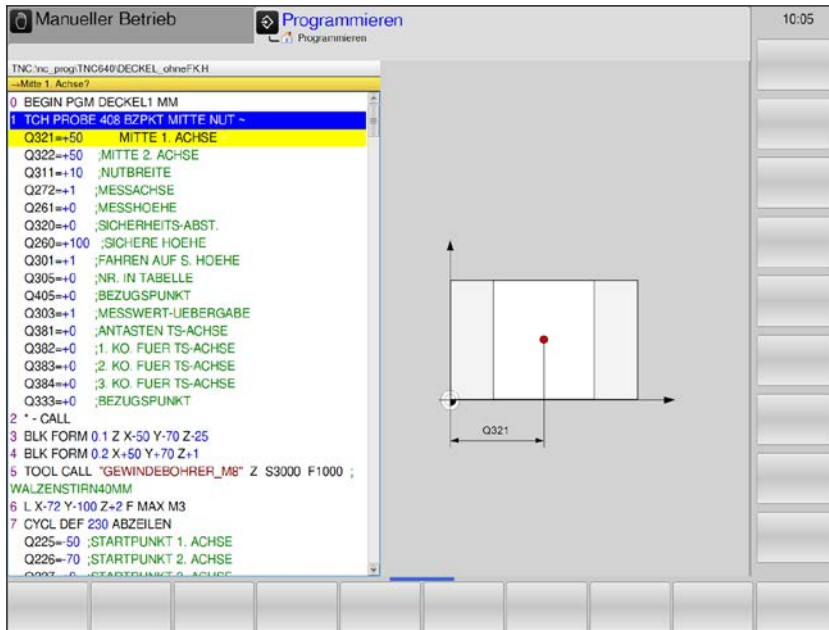 Manueller Betrieb
Programmieren
Programmieren
10:05
TNC:\nc_prog\TNC640\DECKEL_ohneFK.H
→Mitte 1. Achse?
0 BEGIN PGM DECKEL1 MM
1 TCH PROBE 408 BZPKT MITTE NUT ~
Q321=+50 MITTE 1. ACHSE
Q322=+50 ;MITTE 2. ACHSE
Q311=+10 ;NUTBREITE
Q272=+1 ;MESSACHSE
Q261=+0 ;MESSHOEHE
Q320=+0 ;SICHERHEITS-ABST.
Q260=+100 ;SICHERE HOEHE
Q301=+1 ;FAHREN AUF S. HOEHE
Q305=+0 ;NR. IN TABELLE
Q405=+0 ;BEZUGSPUNKT
Q303=+1 ;MESSWERT-UEBERGABE
Q381=+0 ;ANTASTEN TS-ACHSE
Q382=+0 ;1. KO. FUER TS-ACHSE
Q383=+0 ;2. KO. FUER TS-ACHSE
Q384=+0 ;3. KO. FUER TS-ACHSE
Q333=+0 ;BEZUGSPUNKT
2 * - CALL
3 BLK FORM 0.1 Z X-50 Y-70 Z-25
4 BLK FORM 0.2 X+50 Y+70 Z+1
5 TOOL CALL "GEWINDEBOHRER_M8" Z S3000 F1000 ;
WALZENSTIRN40MM
6 L X-72 Y-100 Z+2 F MAX M3
7 CYCL DEF 230 ABZEILEN
Q225=-50 ;STARTPUNKT 1. ACHSE
Q226=-70 ;STARTPUNKT 2. ACHSE
Q227=+0 ;STARTPUNKT 3. ACHSE
Q321